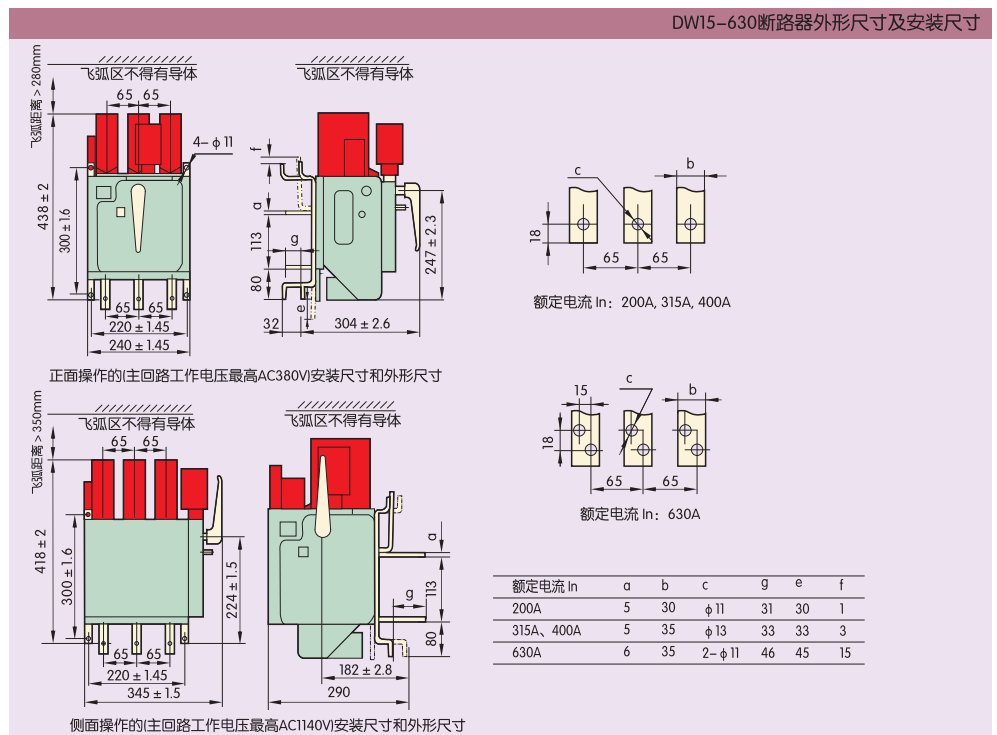 DW15-630断路器外形尺寸及安装尺寸
飞弧区不得有导体
飞弧距离 > 280mm
65 65
4-ϕ11
438±2
300±1.6
65 65
220±1.45
240±1.45
飞弧区不得有导体
f
a
113
g
80
e
32
304±2.6
247±2.3
c
b
18
65 65
额定电流 In：200A, 315A, 400A
正面操作的(主回路工作电压最高AC380V)安装尺寸和外形尺寸
飞弧区不得有导体
飞弧距离 > 350mm
65 65
418±2
300±1.6
224±1.5
65 65
220±1.45
345±1.5
飞弧区不得有导体
a
113
g
80
182±2.8
290
15
c
b
18
65 65
额定电流 In：630A
侧面操作的(主回路工作电压最高AC1140V)安装尺寸和外形尺寸
额定电流 In a b c g e f
200A 5 30 ϕ11 31 30 1
315A、400A 5 35 ϕ13 33 33 3
630A 6 35 2-ϕ11 46 45 15